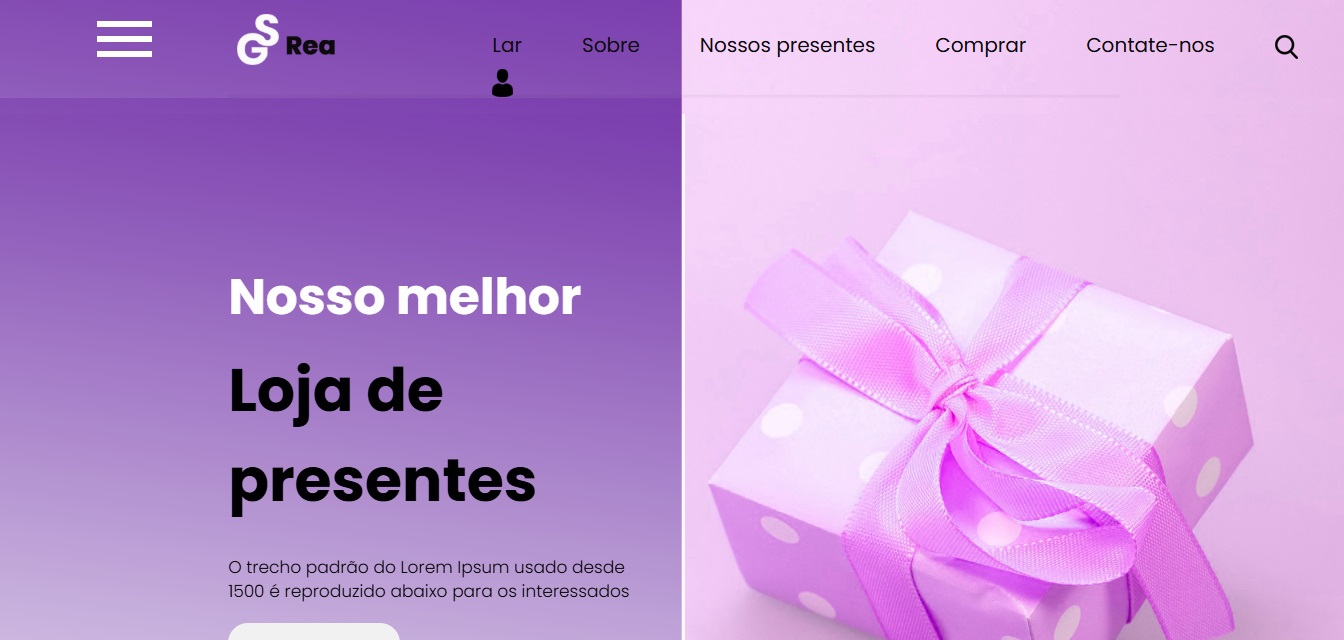 GS Rea
Lar Sobre Nossos presentes Comprar Contate-nos
Nosso melhor
Loja de
presentes
O trecho padrão do Lorem Ipsum usado desde
1500 é reproduzido abaixo para os interessados